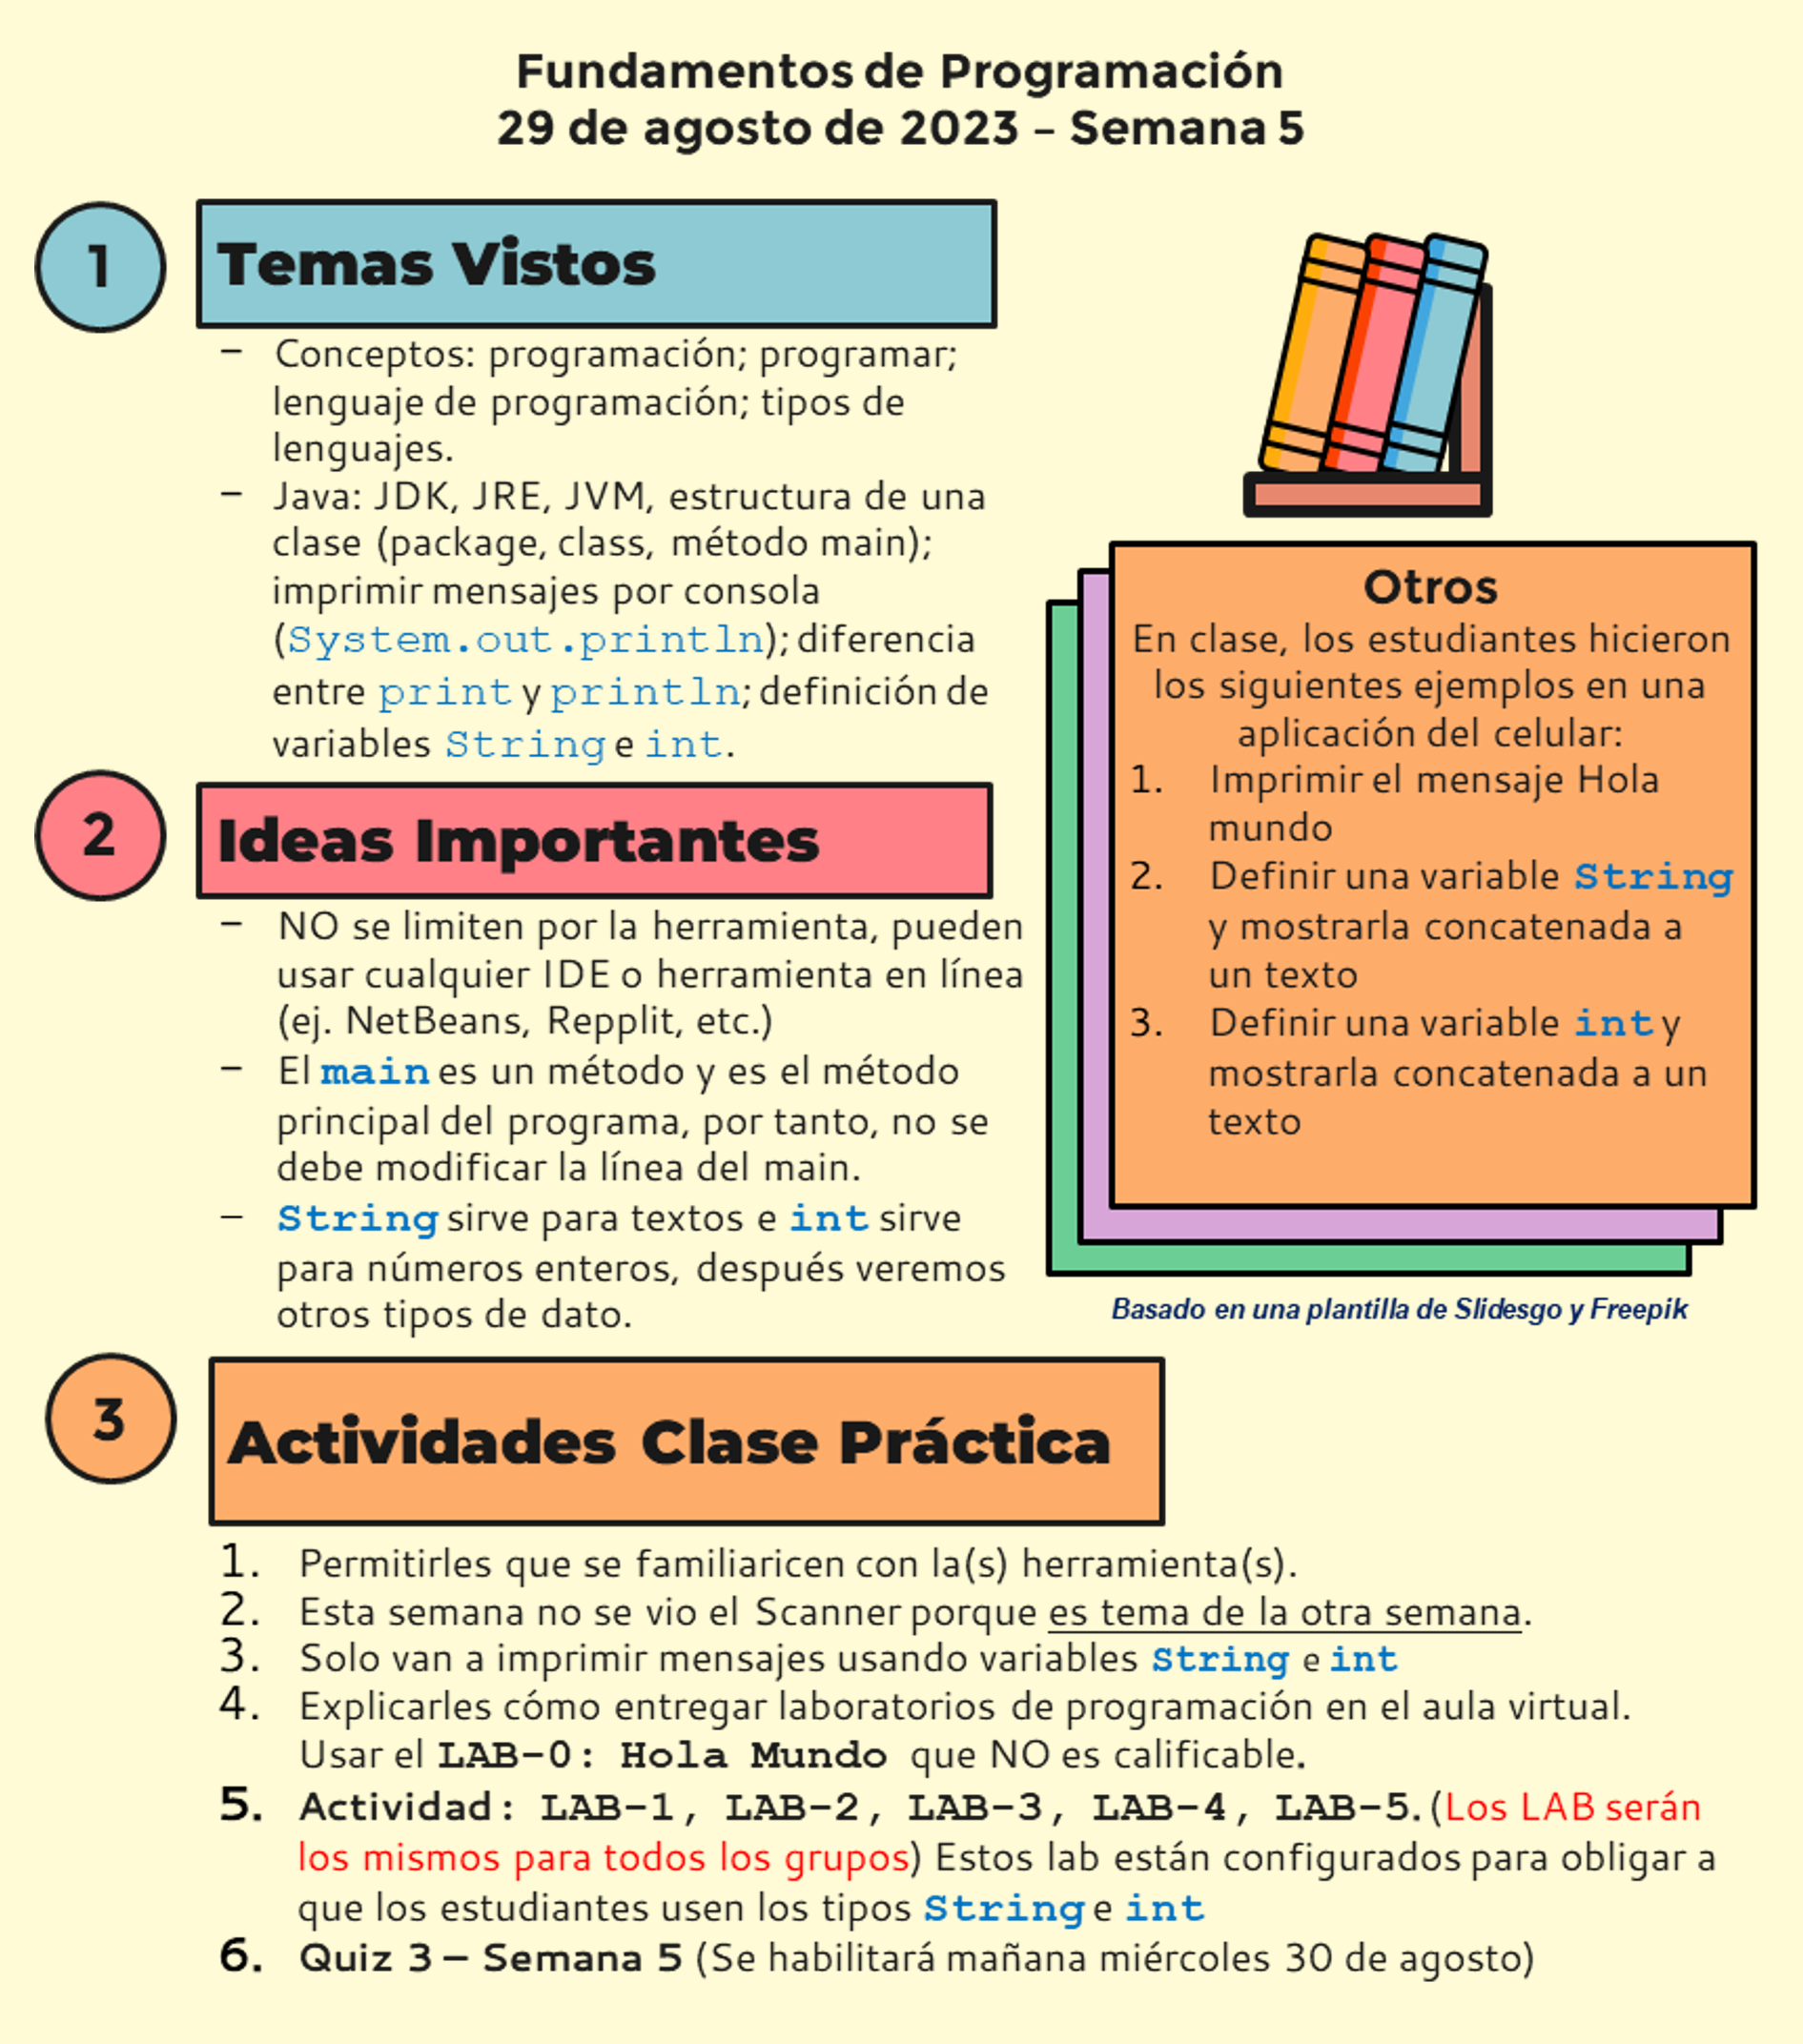 Fundamentos de Programación
29 de agosto de 2023 – Semana 5
1
Temas Vistos
– Conceptos: programación; programar;
lenguaje de programación; tipos de
lenguajes.
– Java: JDK, JRE, JVM, estructura de una
clase (package, class, método main);
imprimir mensajes por consola
(System.out.println); diferencia
entre print y println; definición de
variables String e int.
2
Ideas Importantes
– NO se limiten por la herramienta, pueden
usar cualquier IDE o herramienta en línea
(ej. NetBeans, Repplit, etc.)
– El main es un método y es el método
principal del programa, por tanto, no se
debe modificar la línea del main.
– String sirve para textos e int sirve
para números enteros, después veremos
otros tipos de dato.
Otros
En clase, los estudiantes hicieron
los siguientes ejemplos en una
aplicación del celular:
1. Imprimir el mensaje Hola
mundo
2. Definir una variable String
y mostrarla concatenada a
un texto
3. Definir una variable int y
mostrarla concatenada a un
texto
Basado en una plantilla de Slidesgo y Freepik
3
Actividades Clase Práctica
1. Permitirles que se familiaricen con la(s) herramienta(s).
2. Esta semana no se vio el Scanner porque es tema de la otra semana.
3. Solo van a imprimir mensajes usando variables String e int
4. Explicarles cómo entregar laboratorios de programación en el aula virtual.
Usar el LAB-0: Hola Mundo que NO es calificable.
5. Actividad: LAB-1, LAB-2, LAB-3, LAB-4, LAB-5. (Los LAB serán
los mismos para todos los grupos) Estos lab están configurados para obligar a
que los estudiantes usen los tipos String e int
6. Quiz 3 – Semana 5 (Se habilitará mañana miércoles 30 de agosto)